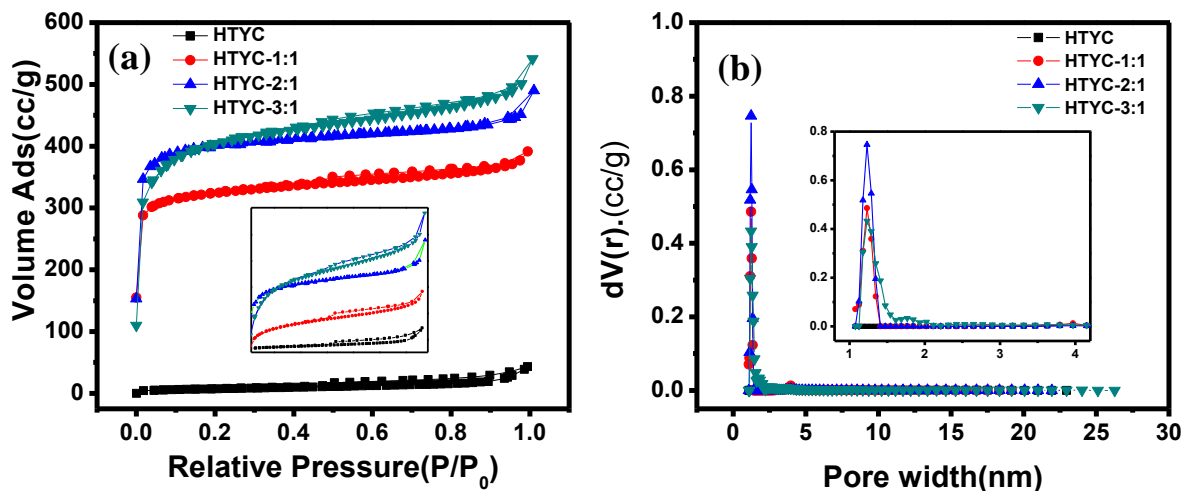 (a)
HTYC
HTYC-1:1
HTYC-2:1
HTYC-3:1
Volume Ads(cc/g)
600
500
400
300
200
100
0
0.0 0.2 0.4 0.6 0.8 1.0
Relative Pressure(P/P0)
(b)
HTYC
HTYC-1:1
HTYC-2:1
HTYC-3:1
dV(r).(cc/g)
1.0
0.8
0.6
0.4
0.2
0.0
0.8
0.6
0.4
0.2
0.0
1 2 3 4
0 5 10 15 20 25 30
Pore width(nm)